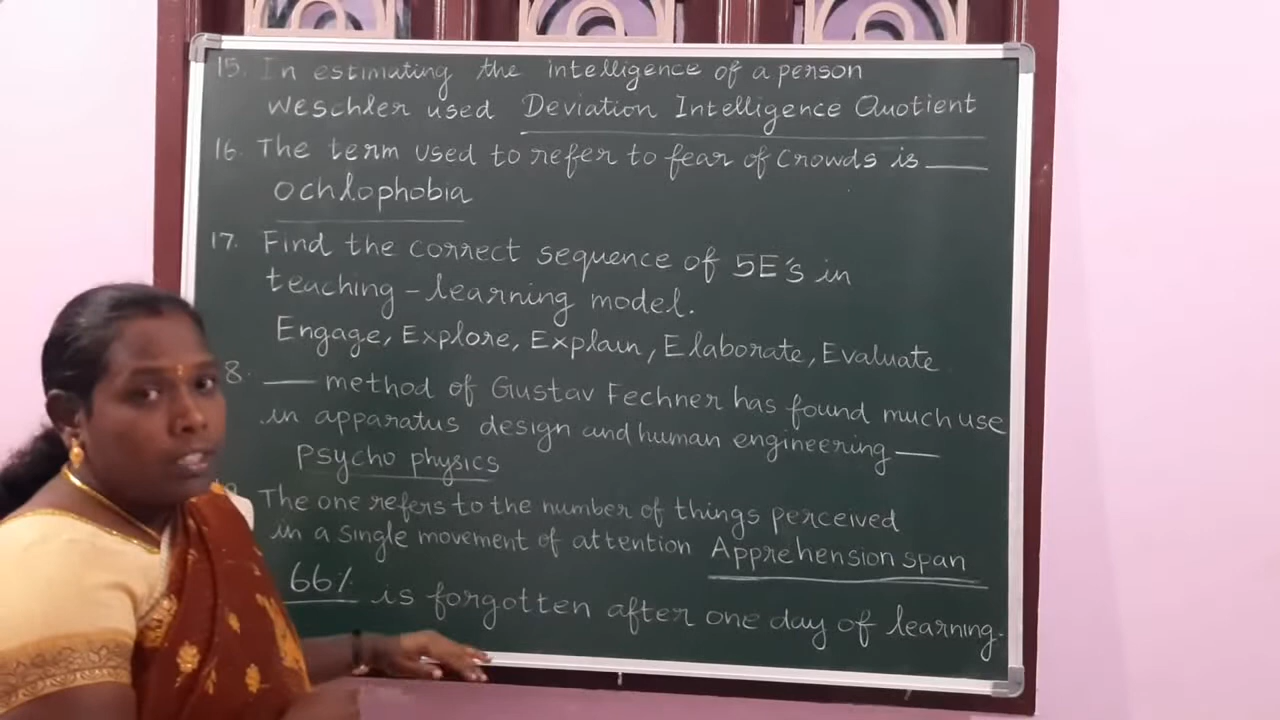 15. In estimating the intelligence of a person
Weschler used Deviation Intelligence Quotient
16. The term used to refer to fear of crowds is ___
Ochlophobia
17. Find the correct sequence of 5E's in
teaching - learning model.
Engage, Explore, Explain, Elaborate, Evaluate
8. ___ method of Gustav Fechner has found much use
in apparatus design and human engineering ___
Psycho physics
The one refers to the number of things perceived
in a single movement of attention Apprehension span
66% is forgotten after one day of learning.